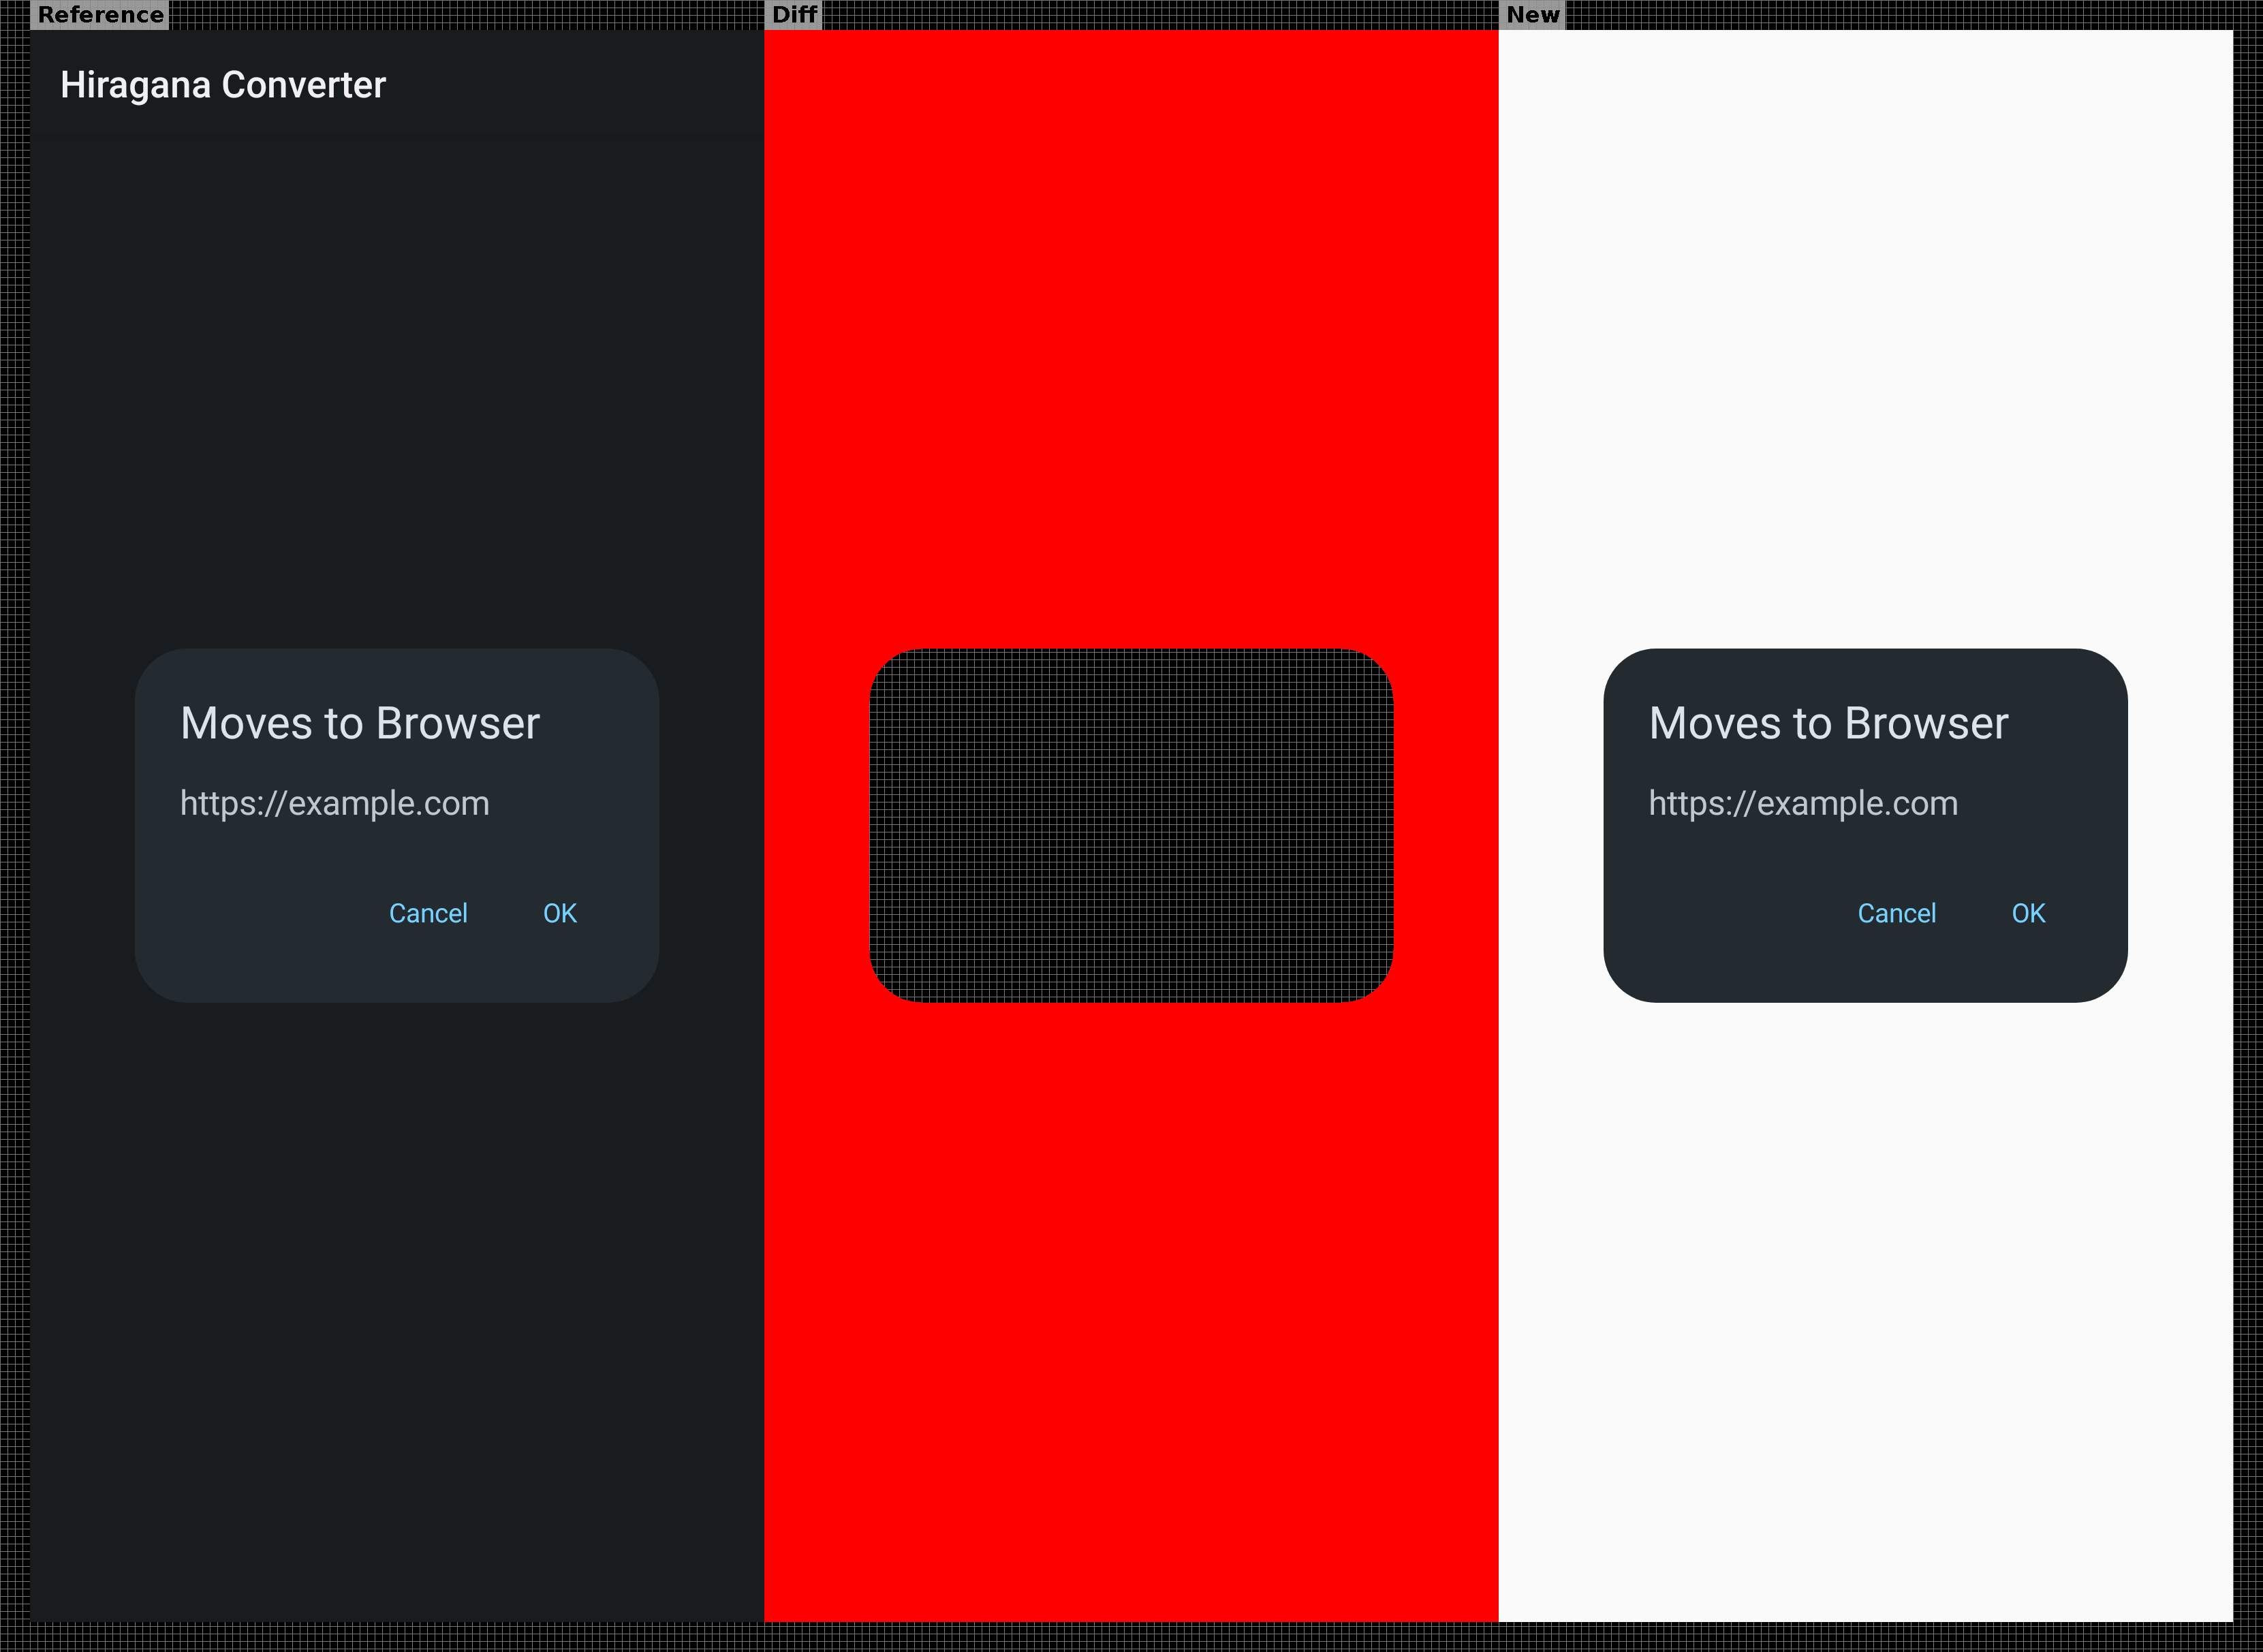 Reference
Diff
New
Hiragana Converter
Moves to Browser
https://example.com
Cancel OK
Moves to Browser
https://example.com
Cancel OK